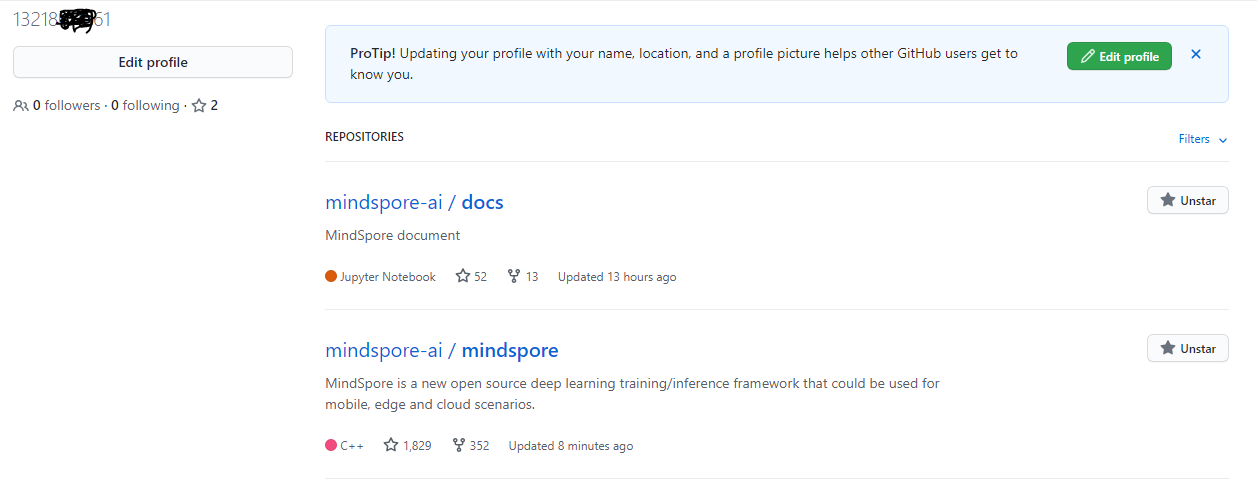 13218 61
Edit profile
0 followers · 0 following · 2
ProTip! Updating your profile with your name, location, and a profile picture helps other GitHub users get to
know you.
Edit profile
REPOSITORIES
Filters
mindspore-ai / docs
Unstar
MindSpore document
Jupyter Notebook 52 13 Updated 13 hours ago
mindspore-ai / mindspore
Unstar
MindSpore is a new open source deep learning training/inference framework that could be used for
mobile, edge and cloud scenarios.
C++ 1,829 352 Updated 8 minutes ago